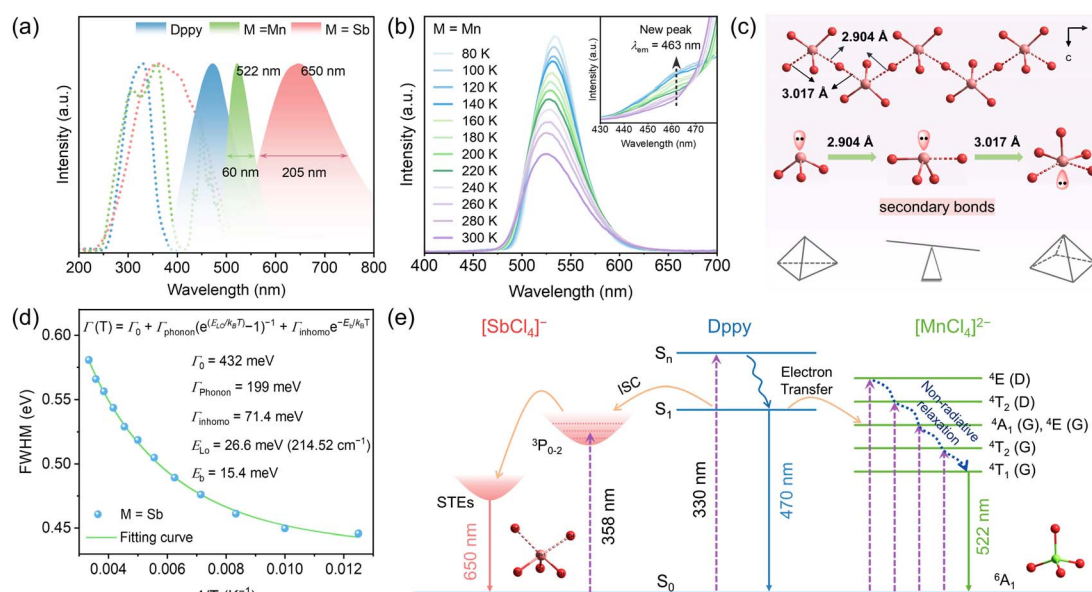 (a)
Dppy
M =Mn
M = Sb
522 nm
650 nm
60 nm
205 nm
Intensity (a.u.)
200 300 400 500 600 700 800
Wavelength (nm)
(b)
M = Mn
80 K
100 K
120 K
140 K
160 K
180 K
200 K
220 K
240 K
260 K
280 K
300 K
New peak
λem = 463 nm
Intensity (a.u.)
430 440 450 460 470
Wavelength (nm)
Intensity (a.u.)
400 450 500 550 600 650 700
Wavelength (nm)
(c)
2.904 Å
3.017 Å
c
2.904 Å
3.017 Å
secondary bonds
(d)
Γ(T) = Γ0 + Γphonon(e^(ELO/kBT)−1)^−1 + Γinhomo e^−Eb/kBT
Γ0 = 432 meV
ΓPhonon = 199 meV
Γinhomo = 71.4 meV
ELo = 26.6 meV (214.52 cm−1)
Eb = 15.4 meV
M = Sb
Fitting curve
FWHM (eV)
0.60
0.55
0.50
0.45
0.004 0.006 0.008 0.010 0.012
(e)
[SbCl4]−
Dppy
[MnCl4]2−
Sn
S1
S0
ISC
Electron
Transfer
3P0-2
STEs
650 nm
358 nm
330 nm
470 nm
522 nm
Non-radiative
relaxation
4E (D)
4T2 (D)
4A1 (G), 4E (G)
4T2 (G)
4T1 (G)
6A1